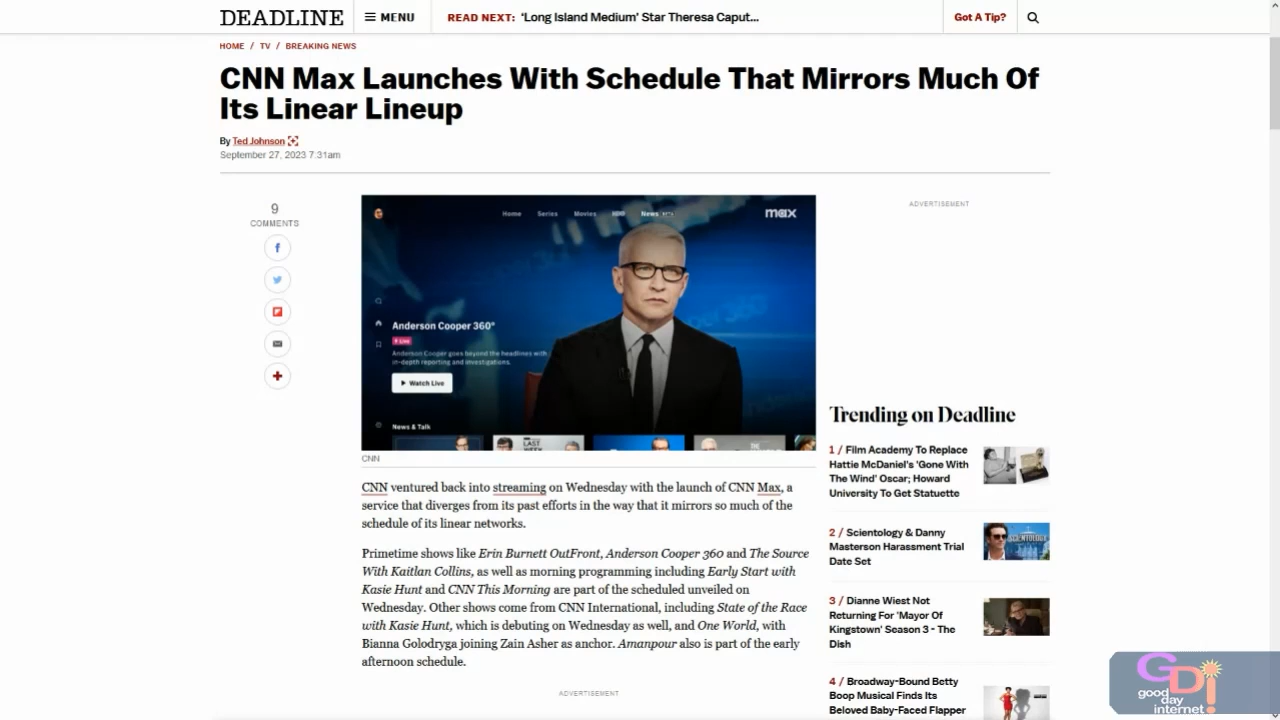 DEADLINE
MENU
READ NEXT: ‘Long Island Medium’ Star Theresa Caput...
Got A Tip?
HOME / TV / BREAKING NEWS
CNN Max Launches With Schedule That Mirrors Much Of
Its Linear Lineup
By Ted Johnson
September 27, 2023 7:31am
9
COMMENTS
Home Series Movies HBO News BETA
max
Anderson Cooper 360°
Live
Anderson Cooper goes beyond the headlines with
in-depth reporting and investigations.
Watch Live
News & Talk
LAST
WEEK
THE
CNN
CNN ventured back into streaming on Wednesday with the launch of CNN Max, a
service that diverges from its past efforts in the way that it mirrors so much of the
schedule of its linear networks.
Primetime shows like Erin Burnett OutFront, Anderson Cooper 360 and The Source
With Kaitlan Collins, as well as morning programming including Early Start with
Kasie Hunt and CNN This Morning are part of the scheduled unveiled on
Wednesday. Other shows come from CNN International, including State of the Race
with Kasie Hunt, which is debuting on Wednesday as well, and One World, with
Bianna Golodryga joining Zain Asher as anchor. Amanpour also is part of the early
afternoon schedule.
ADVERTISEMENT
ADVERTISEMENT
Trending on Deadline
1 / Film Academy To Replace
Hattie McDaniel's 'Gone With
The Wind' Oscar; Howard
University To Get Statuette
2 / Scientology & Danny
Masterson Harassment Trial
Date Set
SCIENTOLOGY
3 / Dianne Wiest Not
Returning For 'Mayor Of
Kingstown' Season 3 - The
Dish
4 / Broadway-Bound Betty
Boop Musical Finds Its
Beloved Baby-Faced Flapper
GDi
good
day
internet!